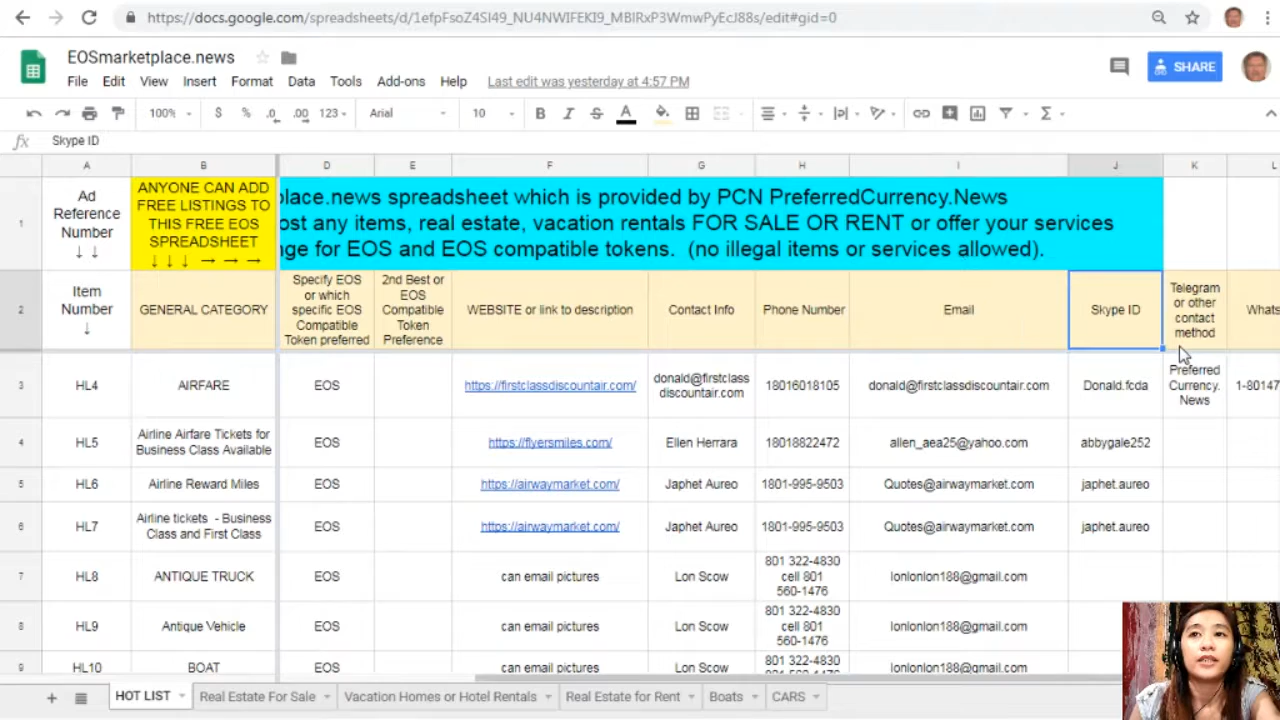 https://docs.google.com/spreadsheets/d/1efpFsoZ4SI49_NU4NWIFEKI9_MBIRxP3WmwPyEcJ88s/edit#gid=0
EOSmarketplace.news
File Edit View Insert Format Data Tools Add-ons Help Last edit was yesterday at 4:57 PM
SHARE
100% $ % .0 .00 123 Arial 10 B I S A Σ
fx Skype ID
A B D E F G H I J K L
1
Ad
Reference
Number
↓ ↓
ANYONE CAN ADD
FREE LISTINGS TO
THIS FREE EOS
SPREADSHEET
↓ ↓ ↓ → → →
place.news spreadsheet which is provided by PCN PreferredCurrency.News
ost any items, real estate, vacation rentals FOR SALE OR RENT or offer your services
nge for EOS and EOS compatible tokens. (no illegal items or services allowed).
2
Item
Number
↓
GENERAL CATEGORY
Specify EOS
or which
specific EOS
Compatible
Token preferred
2nd Best or
EOS
Compatible
Token
Preference
WEBSITE or link to description
Contact Info
Phone Number
Email
Skype ID
Telegram
or other
contact
method
Whats
3
HL4
AIRFARE
EOS
https://firstclassdiscountair.com/
donald@firstclass
discountair.com
18016018105
donald@firstclassdiscountair.com
Donald.fcda
Preferred
Currency.
News
1-80147
4
HL5
Airline Airfare Tickets for
Business Class Available
EOS
https://flyersmiles.com/
Ellen Herrara
18018822472
allen_aea25@yahoo.com
abbygale252
5
HL6
Airline Reward Miles
EOS
https://airwaymarket.com/
Japhet Aureo
1801-995-9503
Quotes@airwaymarket.com
japhet.aureo
6
HL7
Airline tickets - Business
Class and First Class
EOS
https://airwaymarket.com/
Japhet Aureo
1801-995-9503
Quotes@airwaymarket.com
japhet.aureo
7
HL8
ANTIQUE TRUCK
EOS
can email pictures
Lon Scow
801 322-4830
cell 801
560-1476
lonlonlon188@gmail.com
8
HL9
Antique Vehicle
EOS
can email pictures
Lon Scow
801 322-4830
cell 801
560-1476
lonlonlon188@gmail.com
9
HL10
BOAT
EOS
can email pictures
Lon Scow
801 322-4830
lonlonlon188@gmail.com
HOT LIST Real Estate For Sale Vacation Homes or Hotel Rentals Real Estate for Rent Boats CARS